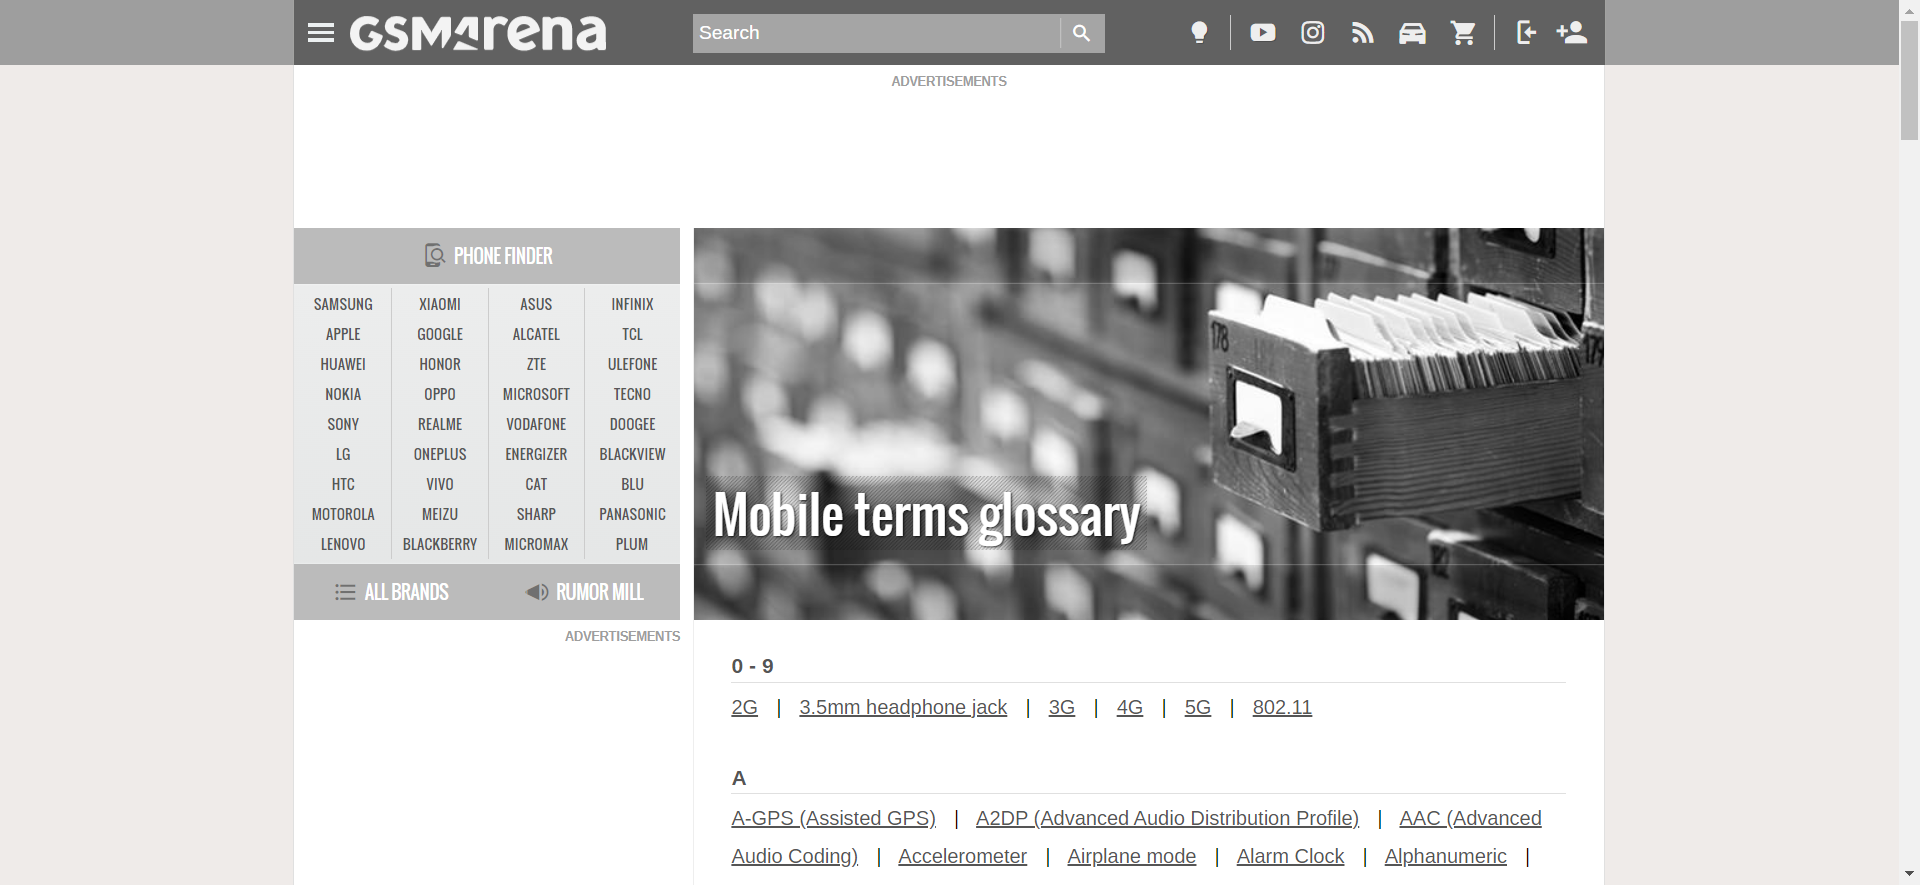 GSMArena
Search
ADVERTISEMENTS
PHONE FINDER
SAMSUNG XIAOMI ASUS INFINIX
APPLE GOOGLE ALCATEL TCL
HUAWEI HONOR ZTE ULEFONE
NOKIA OPPO MICROSOFT TECNO
SONY REALME VODAFONE DOOGEE
LG ONEPLUS ENERGIZER BLACKVIEW
HTC VIVO CAT BLU
MOTOROLA MEIZU SHARP PANASONIC
LENOVO BLACKBERRY MICROMAX PLUM
ALL BRANDS RUMOR MILL
ADVERTISEMENTS
178
Mobile terms glossary
0 - 9
2G | 3.5mm headphone jack | 3G | 4G | 5G | 802.11
A
A-GPS (Assisted GPS) | A2DP (Advanced Audio Distribution Profile) | AAC (Advanced
Audio Coding) | Accelerometer | Airplane mode | Alarm Clock | Alphanumeric |